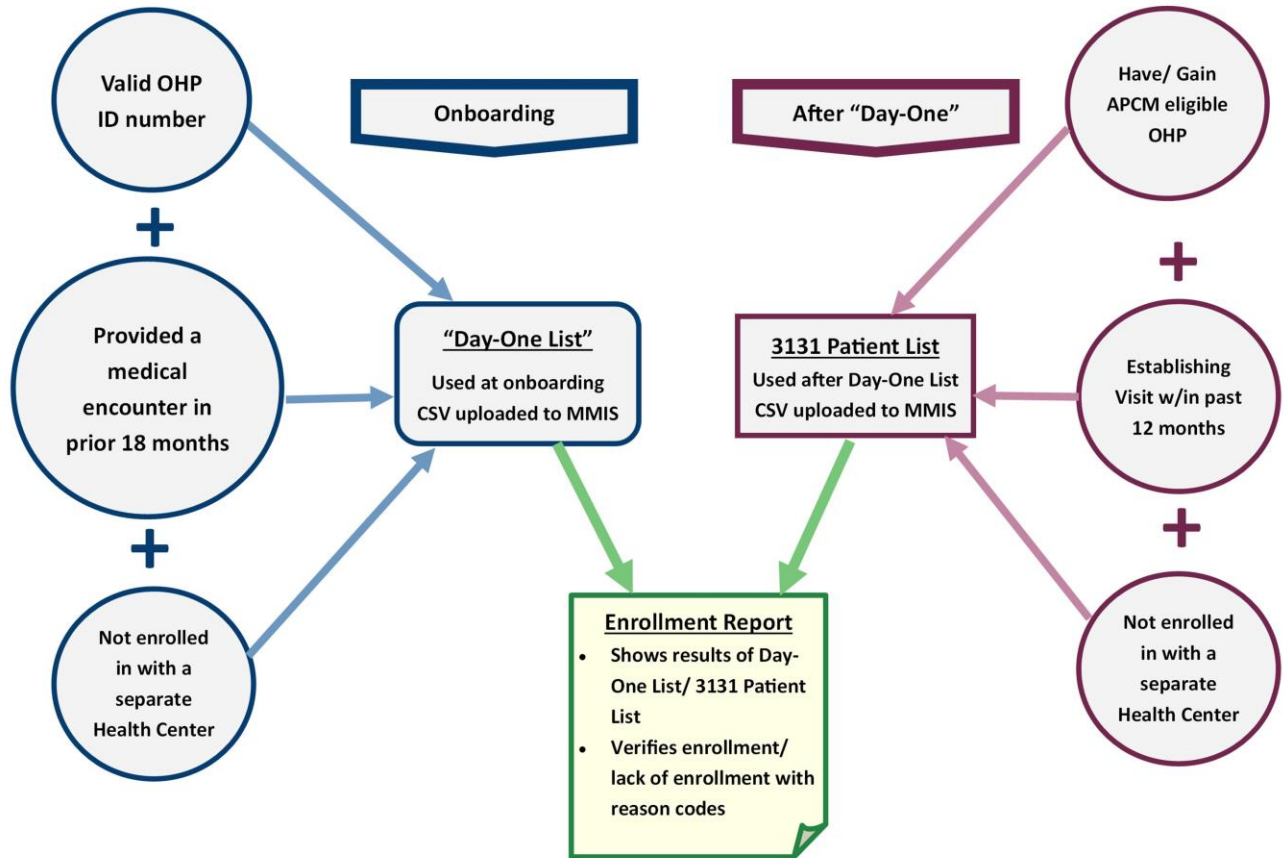 Valid OHP
ID number
+
Provided a
medical
encounter in
prior 18 months
+
Not enrolled
in with a
separate
Health Center
Onboarding
"Day-One List"
Used at onboarding
CSV uploaded to MMIS
After "Day-One"
3131 Patient List
Used after Day-One List
CSV uploaded to MMIS
Have/ Gain
APCM eligible
OHP
+
Establishing
Visit w/in past
12 months
+
Not enrolled
in with a
separate
Health Center
Enrollment Report
• Shows results of Day-
One List/ 3131 Patient
List
• Verifies enrollment/
lack of enrollment with
reason codes